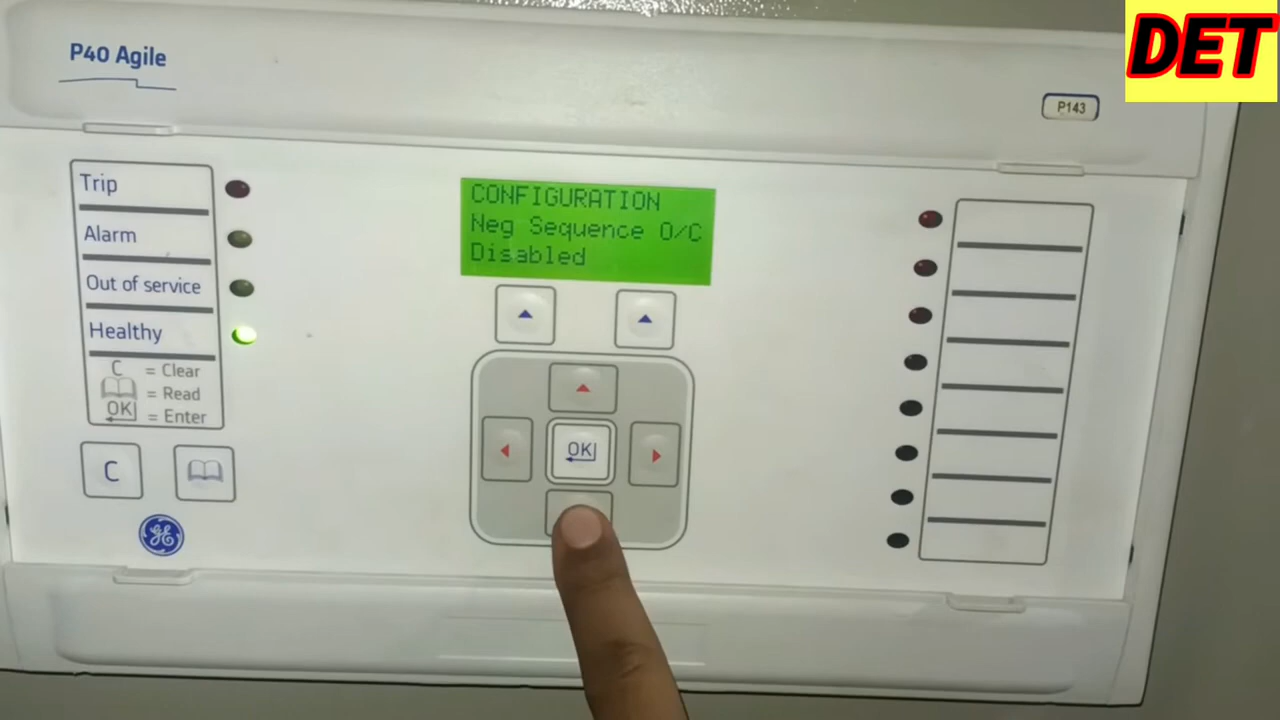 P40 Agile
DET
P143
Trip
Alarm
Out of service
Healthy
C = Clear
= Read
OK = Enter
C
CONFIGURATION
Neg Sequence O/C
Disabled
OK
GE